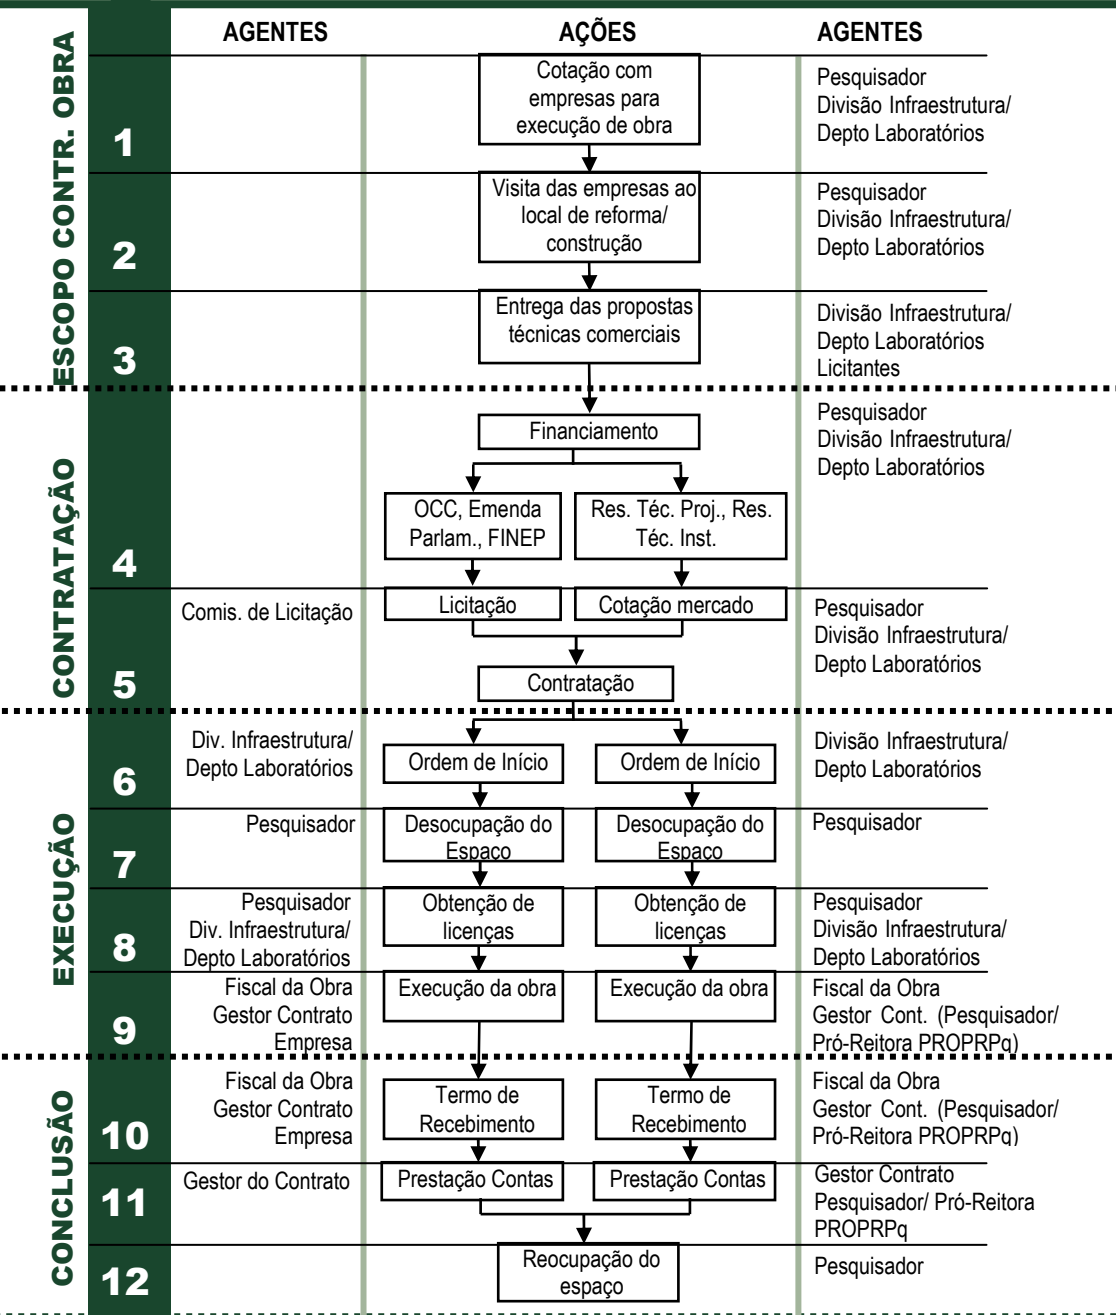 AGENTES
AÇÕES
AGENTES
ESCOPO CONTR. OBRA
1
Cotação com
empresas para
execução de obra
Pesquisador
Divisão Infraestrutura/
Depto Laboratórios
2
Visita das empresas ao
local de reforma/
construção
Pesquisador
Divisão Infraestrutura/
Depto Laboratórios
3
Entrega das propostas
técnicas comerciais
Divisão Infraestrutura/
Depto Laboratórios
Licitantes
CONTRATAÇÃO
4
Financiamento
Pesquisador
Divisão Infraestrutura/
Depto Laboratórios
OCC, Emenda
Parlam., FINEP
Res. Téc. Proj., Res.
Téc. Inst.
5
Comis. de Licitação
Licitação
Cotação mercado
Pesquisador
Divisão Infraestrutura/
Depto Laboratórios
Contratação
EXECUÇÃO
6
Div. Infraestrutura/
Depto Laboratórios
Ordem de Início
Ordem de Início
Divisão Infraestrutura/
Depto Laboratórios
7
Pesquisador
Desocupação do
Espaço
Desocupação do
Espaço
Pesquisador
8
Pesquisador
Div. Infraestrutura/
Depto Laboratórios
Obtenção de
licenças
Obtenção de
licenças
Pesquisador
Divisão Infraestrutura/
Depto Laboratórios
9
Fiscal da Obra
Gestor Contrato
Empresa
Execução da obra
Execução da obra
Fiscal da Obra
Gestor Cont. (Pesquisador/
Pró-Reitora PROPRPq)
CONCLUSÃO
10
Fiscal da Obra
Gestor Contrato
Empresa
Termo de
Recebimento
Termo de
Recebimento
Fiscal da Obra
Gestor Cont. (Pesquisador/
Pró-Reitora PROPRPq)
11
Gestor do Contrato
Prestação Contas
Prestação Contas
Gestor Contrato
Pesquisador/ Pró-Reitora
PROPRPq
12
Reocupação do
espaço
Pesquisador